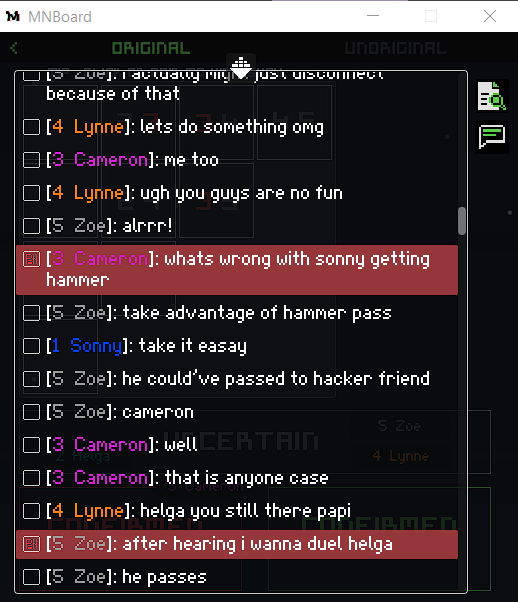 MNBoard
ORIGINAL
UNORIGINAL
[5 Zoe]: i actually might just disconnect
because of that
[4 Lynne]: lets do something omg
[3 Cameron]: me too
[4 Lynne]: ugh you guys are no fun
[5 Zoe]: alrrr!
[3 Cameron]: whats wrong with sonny getting
hammer
[5 Zoe]: take advantage of hammer pass
[1 Sonny]: take it easay
[5 Zoe]: he could've passed to hacker friend
[5 Zoe]: cameron
[3 Cameron]: well
[3 Cameron]: that is anyone case
[4 Lynne]: helga you still there papi
[5 Zoe]: after hearing i wanna duel helga
[5 Zoe]: he passes
UNCERTAIN
5 Zoe
2 Helga
4 Lynne
3 Cameron
CONFIRMED
CONFIRMED